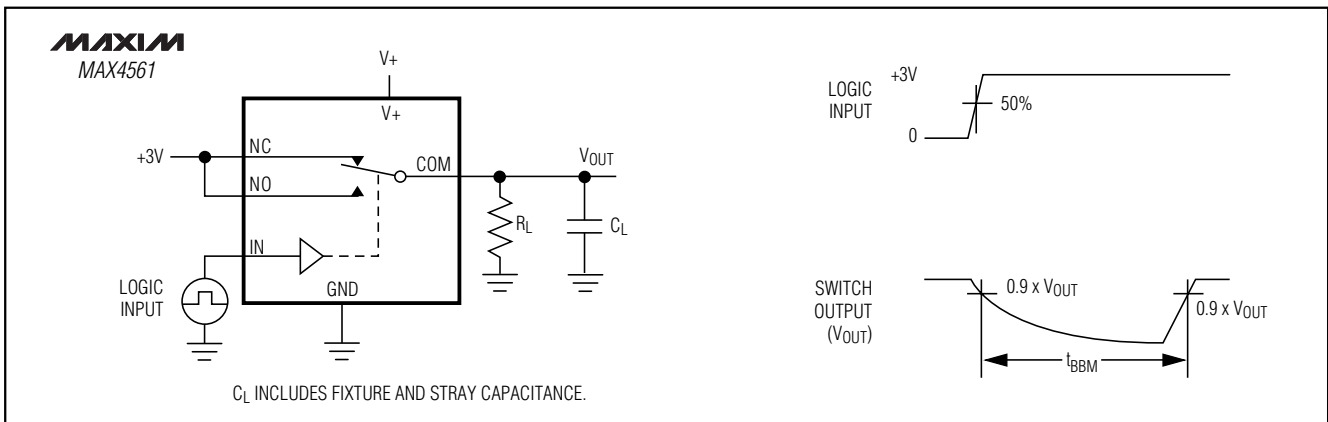 MAXIM
MAX4561
V+
V+
+3V
NC
NO
COM
VOUT
RL
CL
IN
LOGIC
INPUT
GND
CL INCLUDES FIXTURE AND STRAY CAPACITANCE.
LOGIC
INPUT
+3V
50%
0
SWITCH
OUTPUT
(VOUT)
0.9 x VOUT
0.9 x VOUT
tBBM